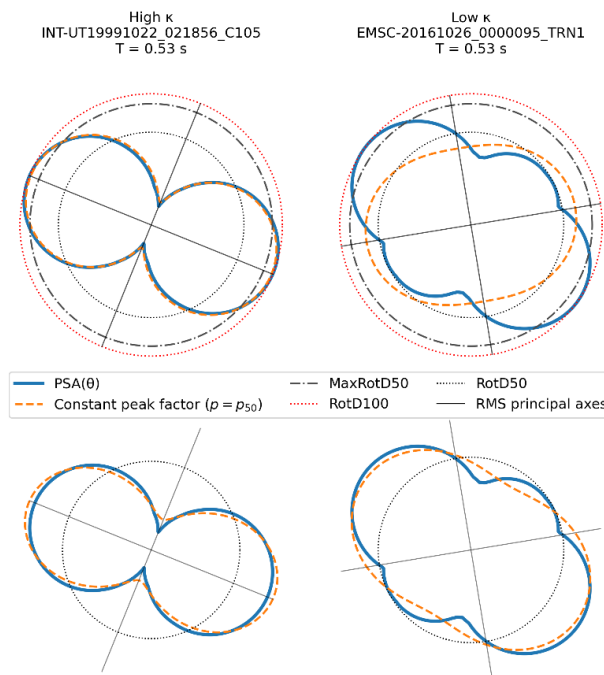 High κ
INT-UT19991022_021856_C105
T = 0.53 s
Low κ
EMSC-20161026_0000095_TRN1
T = 0.53 s
PSA(θ)
Constant peak factor (p = p50)
MaxRotD50
RotD100
RotD50
RMS principal axes